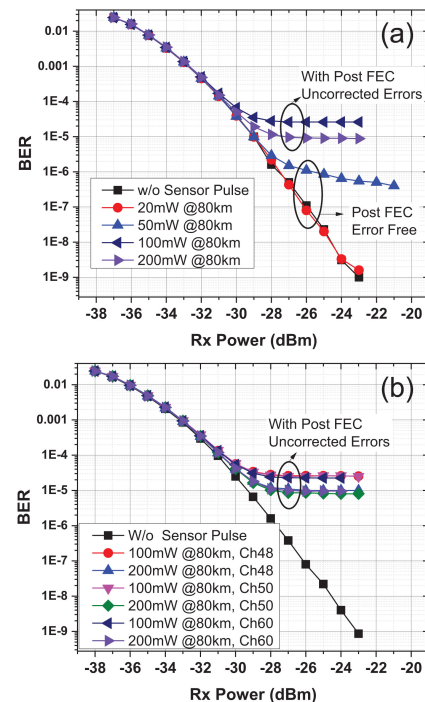 (a)
0.01
0.001
1E-4
1E-5
1E-6
1E-7
1E-8
1E-9
BER
With Post FEC
Uncorrected Errors
Post FEC
Error Free
w/o Sensor Pulse
20mW @80km
50mW @80km
100mW @80km
200mW @80km
-38 -36 -34 -32 -30 -28 -26 -24 -22 -20
Rx Power (dBm)
(b)
0.01
0.001
1E-4
1E-5
1E-6
1E-7
1E-8
1E-9
BER
With Post FEC
Uncorrected Errors
W/o Sensor Pulse
100mW @80km, Ch48
200mW @80km, Ch48
100mW @80km, Ch50
200mW @80km, Ch50
100mW @80km, Ch60
200mW @80km, Ch60
-38 -36 -34 -32 -30 -28 -26 -24 -22 -20
Rx Power (dBm)